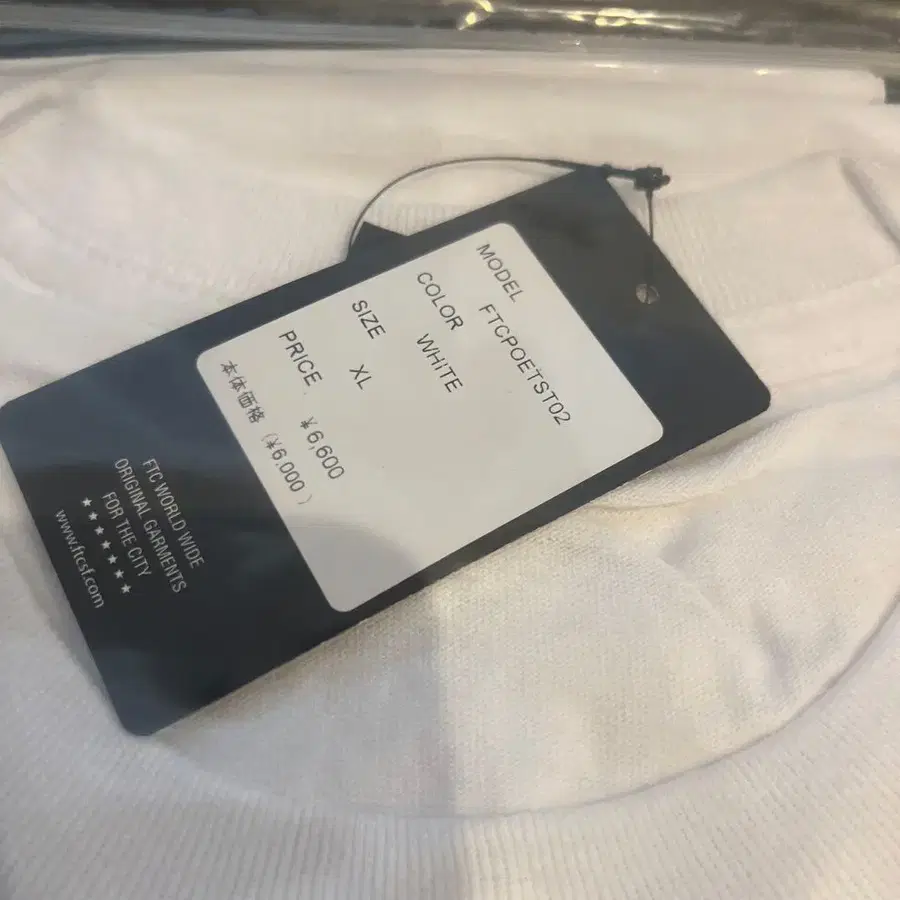 MODEL FTCPOETST02
COLOR WHITE
SIZE XL
PRICE ¥6,600
本体価格 (¥6,000)
FTC WORLD WIDE
ORIGINAL GARMENTS
FOR THE CITY
★★★★★★★
www.ftcsf.com